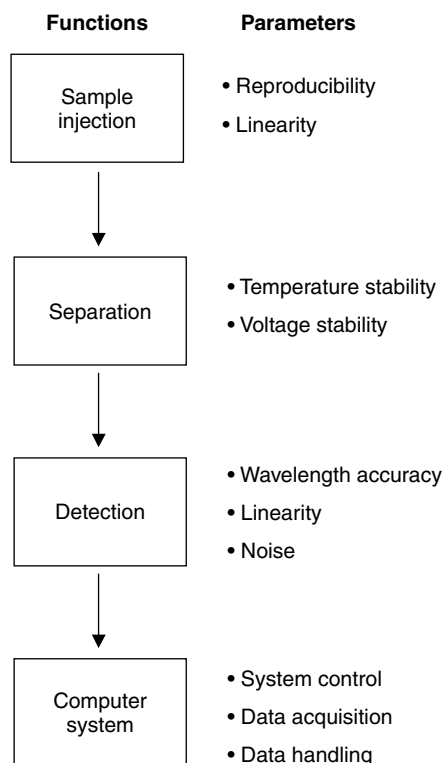 Functions Parameters
Sample
injection
• Reproducibility
• Linearity
Separation
• Temperature stability
• Voltage stability
Detection
• Wavelength accuracy
• Linearity
• Noise
Computer
system
• System control
• Data acquisition
• Data handling